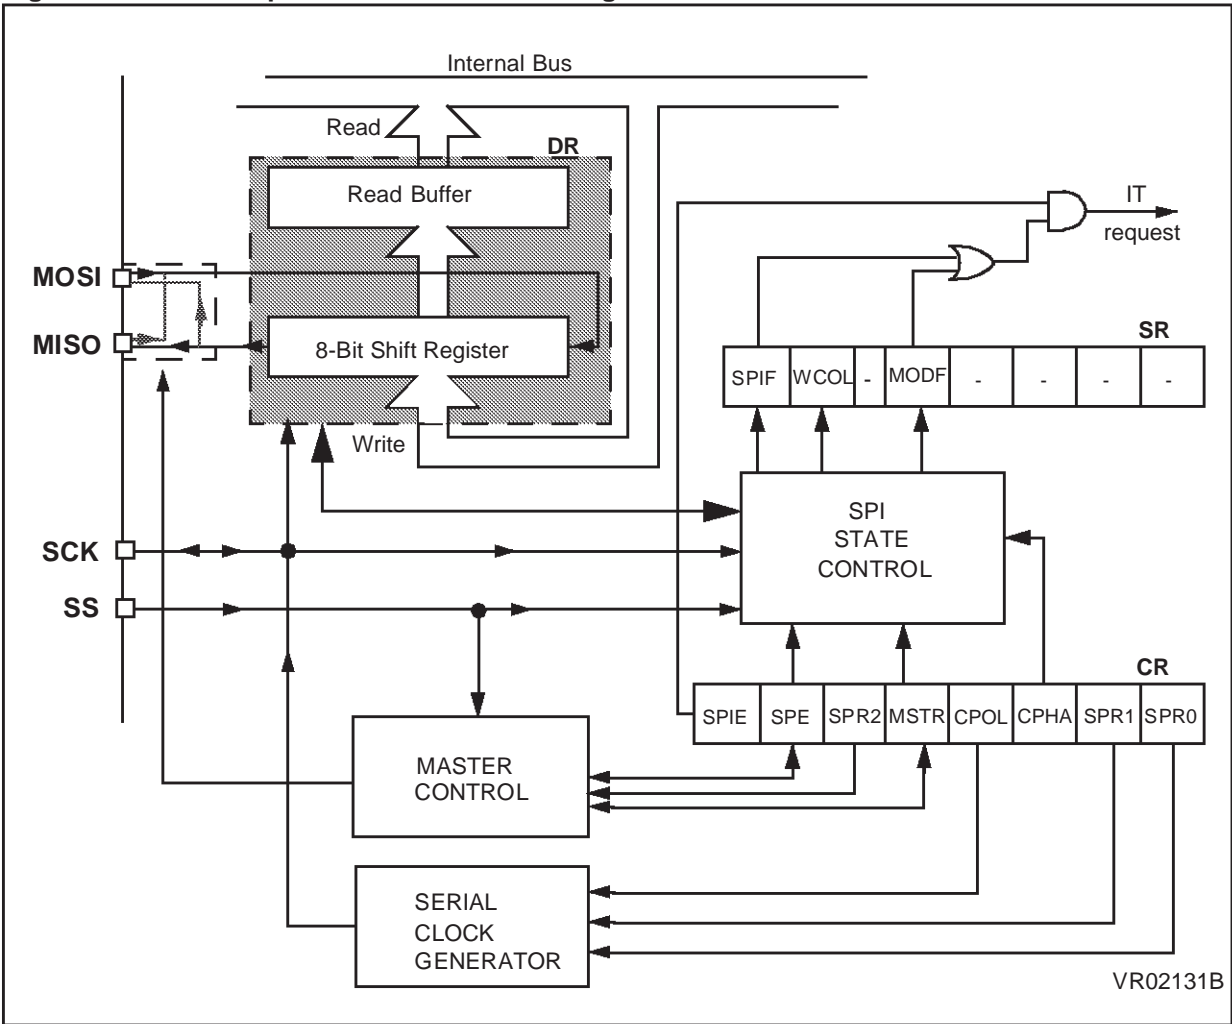 Internal Bus
Read
DR
Read Buffer
IT
request
MOSI
MISO
8-Bit Shift Register
SR
SPIF WCOL - MODF - - - -
Write
SPI
STATE
CONTROL
SCK
SS
CR
SPIE SPE SPR2 MSTR CPOL CPHA SPR1 SPR0
MASTER
CONTROL
SERIAL
CLOCK
GENERATOR
VR02131B